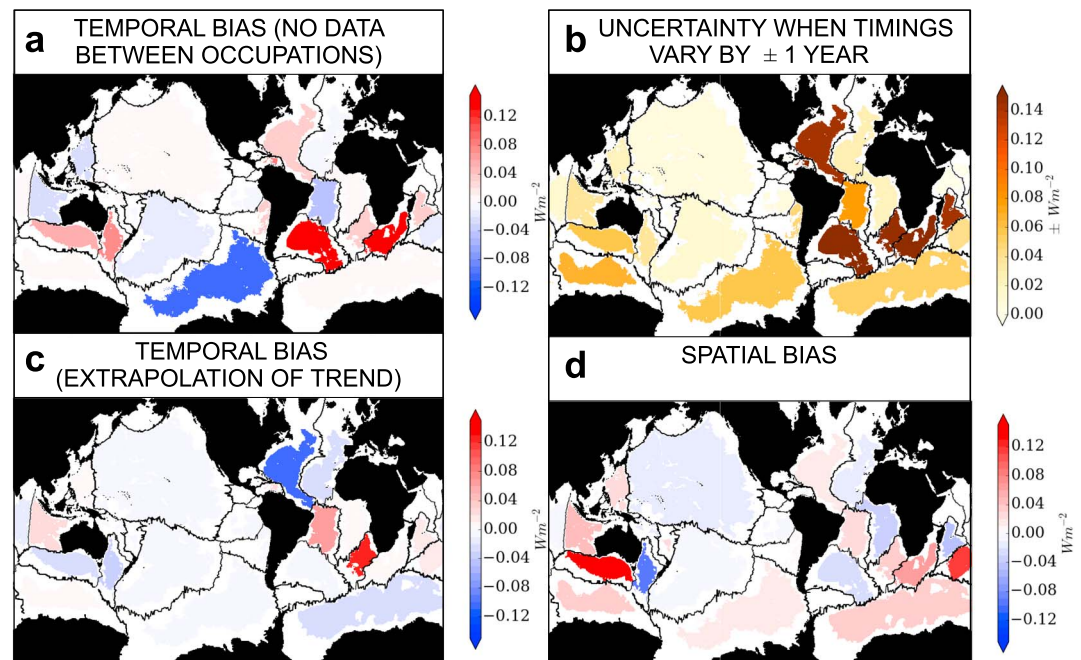 a TEMPORAL BIAS (NO DATA
BETWEEN OCCUPATIONS)
0.12
0.08
0.04
0.00
−0.04
−0.08
−0.12
Wm−2
b UNCERTAINTY WHEN TIMINGS
VARY BY ± 1 YEAR
0.14
0.12
0.10
0.08
0.06
0.04
0.02
0.00
± Wm−2
c TEMPORAL BIAS
(EXTRAPOLATION OF TREND)
0.12
0.08
0.04
0.00
−0.04
−0.08
−0.12
Wm−2
d SPATIAL BIAS
0.12
0.08
0.04
0.00
−0.04
−0.08
−0.12
Wm−2